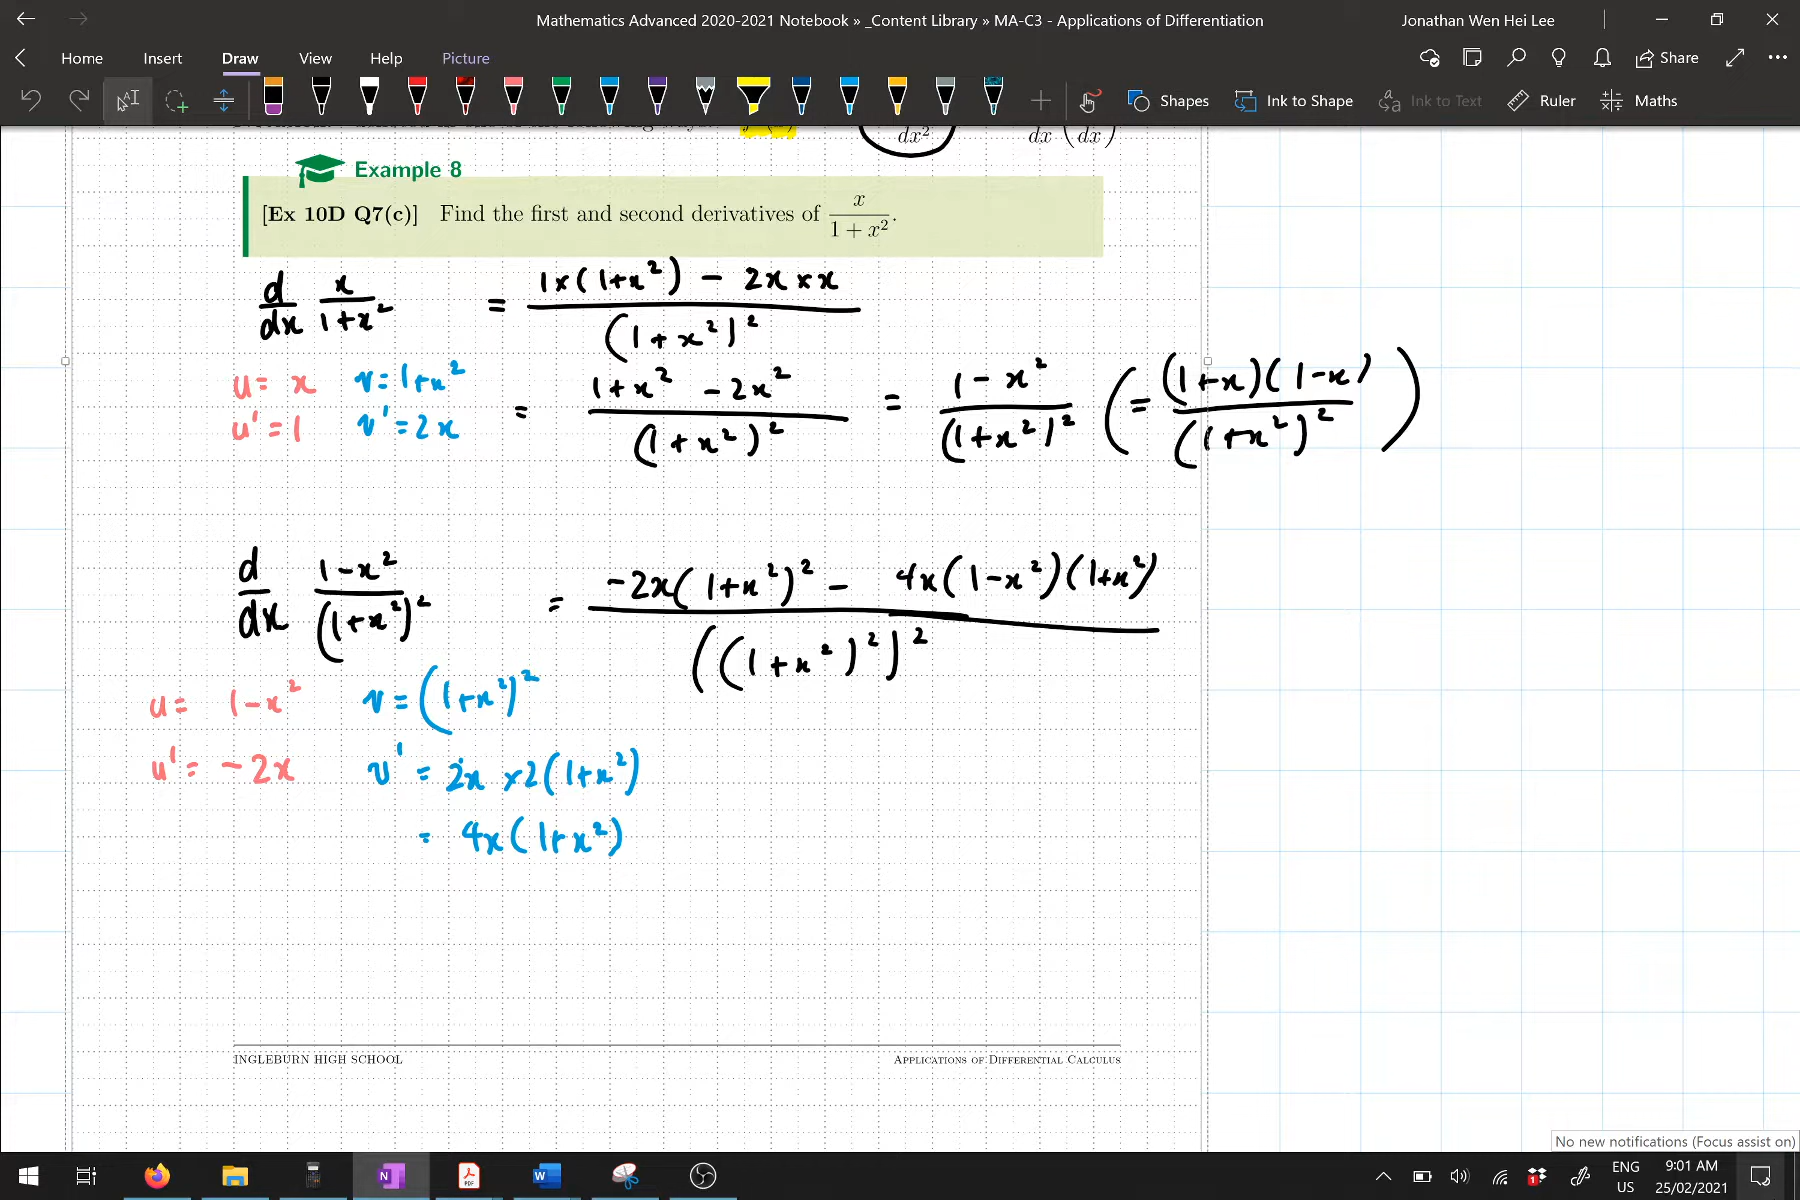 Mathematics Advanced 2020-2021 Notebook » _Content Library » MA-C3 - Applications of Differentiation
Jonathan Wen Hei Lee
Home Insert Draw View Help Picture
Share
Shapes Ink to Shape Ink to Text Ruler Maths
dx² dx (dx)
Example 8
[Ex 10D Q7(c)] Find the first and second derivatives of x/(1 + x²).
d/dx x/(1+x²) = (1×(1+x²) - 2x×x)/(1+x²)²
u = x v = 1+x²
u' = 1 v' = 2x
= (1+x² - 2x²)/(1+x²)² = (1-x²)/(1+x²)² (= (1+x)(1-x)/(1+x²)²)
d/dx (1-x²)/(1+x²)² = (-2x(1+x²)² - 4x(1-x²)(1+x²))/((1+x²)²)²
u = 1-x² v = (1+x²)²
u' = -2x v' = 2x ×2(1+x²)
= 4x(1+x²)
INGLEBURN HIGH SCHOOL
APPLICATIONS OF DIFFERENTIAL CALCULUS
No new notifications (Focus assist on)
ENG
US
9:01 AM
25/02/2021